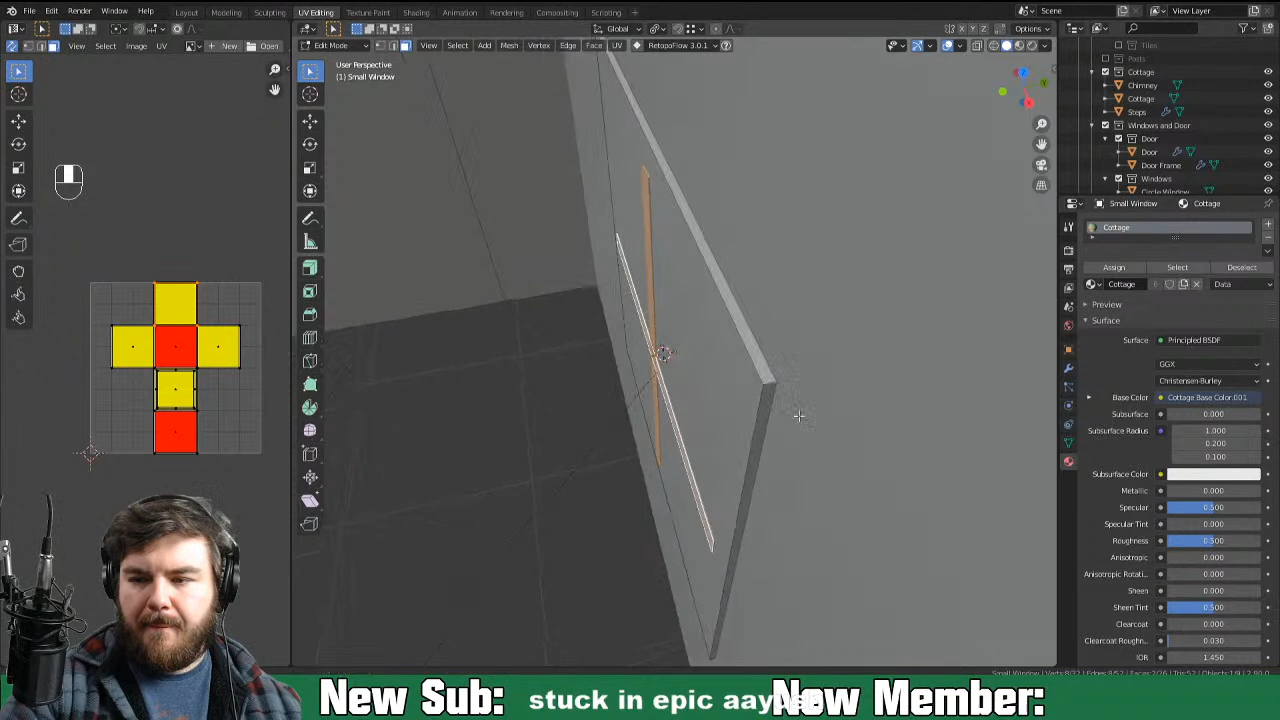 File Edit Render Window Help Layout Modeling Sculpting UV Editing Texture Paint Shading Animation Rendering Compositing Scripting Scene View Layer
Global Options
View Select Image UV New Open Edit Mode View Select Add Mesh Vertex Edge Face UV RetopoFlow 3.0.1
User Perspective
(1) Small Window
Tiles
Posts
Cottage
Chimney
Cottage
Steps
Windows and Door
Door
Door
Door Frame
Windows
Circle Window
Small Window Cottage
Cottage
Assign Select Deselect
Cottage Data
Preview
Surface
Surface Principled BSDF
GGX
Christensen-Burley
Base Color Cottage Base Color.001
Subsurface 0.000
Subsurface Radius 1.000
0.200
0.100
Subsurface Color
Metallic 0.000
Specular 0.500
Specular Tint 0.000
Roughness 0.500
Anisotropic 0.000
Anisotropic Rotati... 0.000
Sheen 0.000
Sheen Tint 0.500
Clearcoat 0.000
Clearcoat Roughn... 0.030
IOR 1.450
New Sub: stuck in epic New Member: